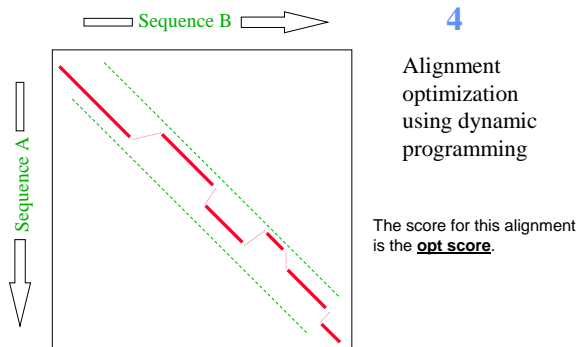 Sequence B
4
Sequence A
Alignment
optimization
using dynamic
programming
The score for this alignment
is the opt score.